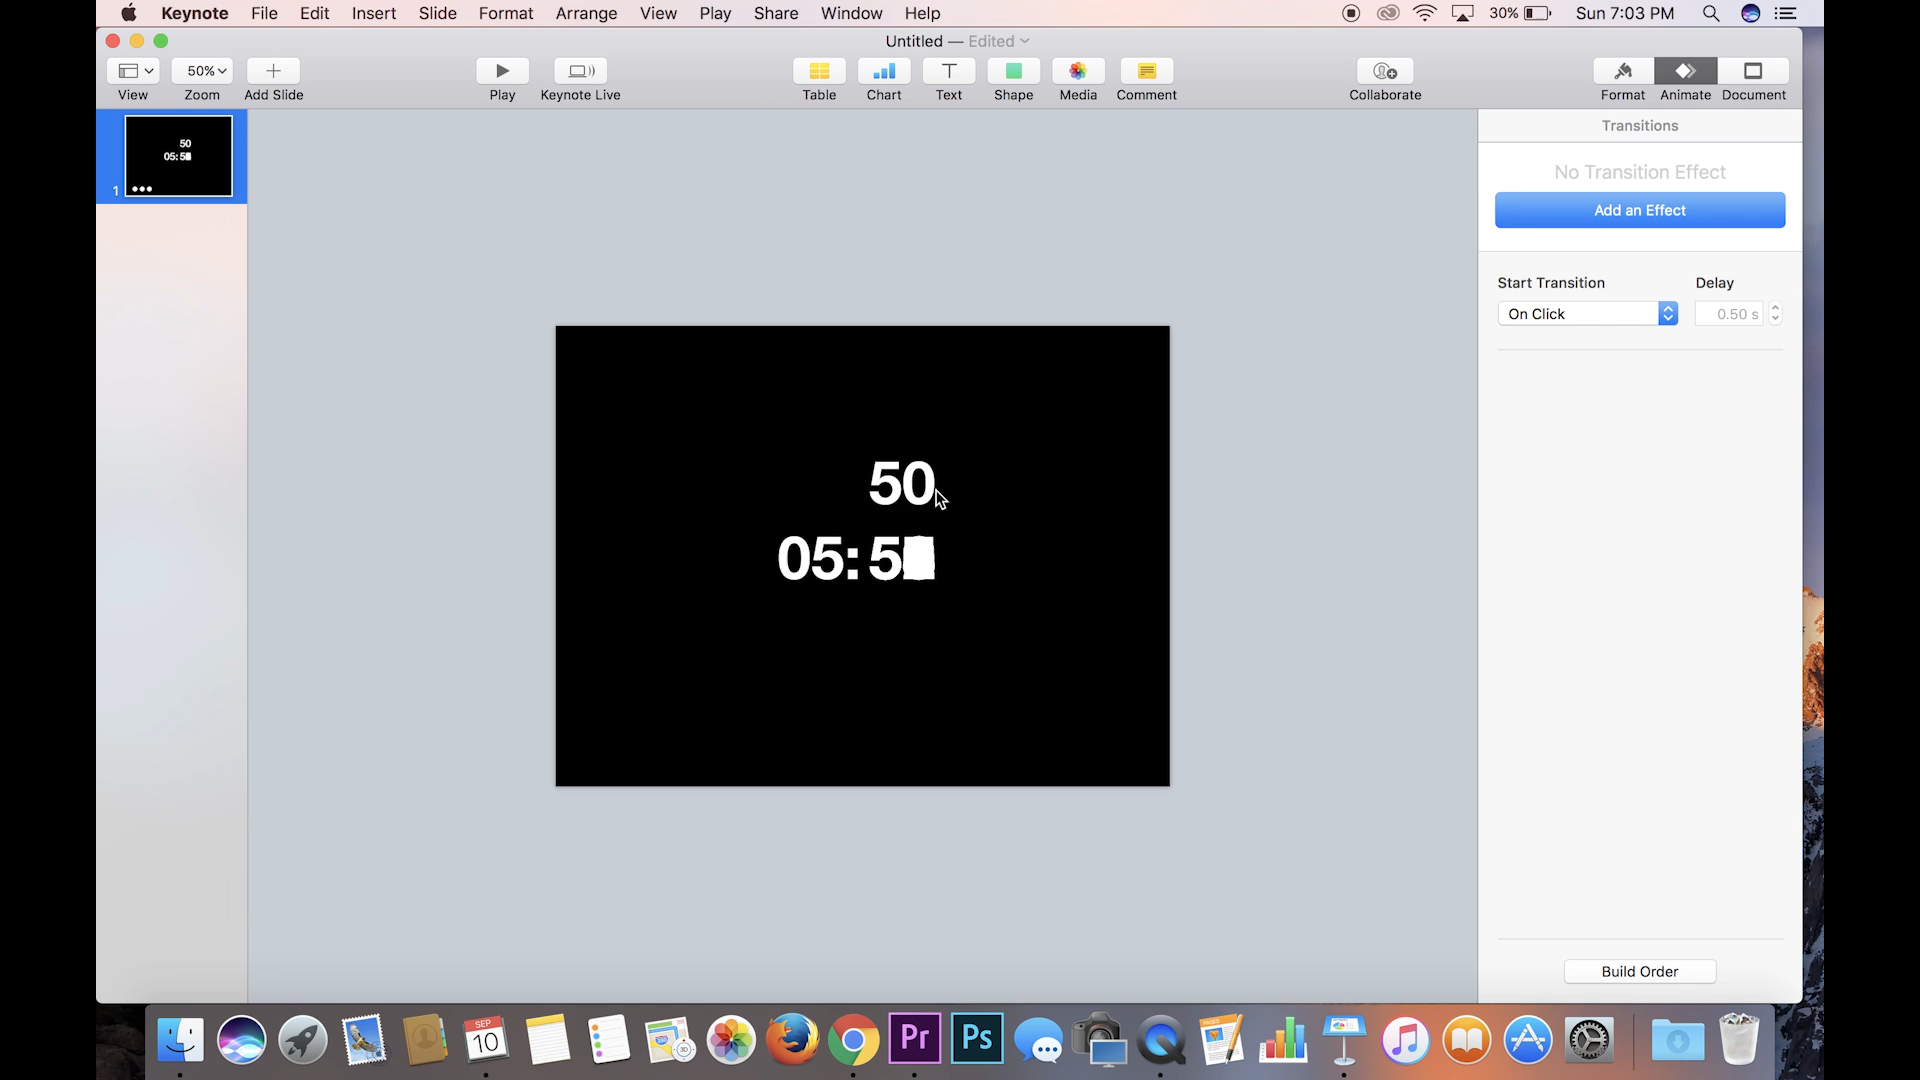 Keynote File Edit Insert Slide Format Arrange View Play Share Window Help 30% Sun 7:03 PM
Untitled — Edited
50%
View Zoom Add Slide Play Keynote Live Table Chart Text Shape Media Comment Collaborate Format Animate Document
50
05:5
1
Transitions
No Transition Effect
Add an Effect
Start Transition Delay
On Click 0.50 s
50
05:5
Build Order
SEP
10
Pr Ps
PAGES